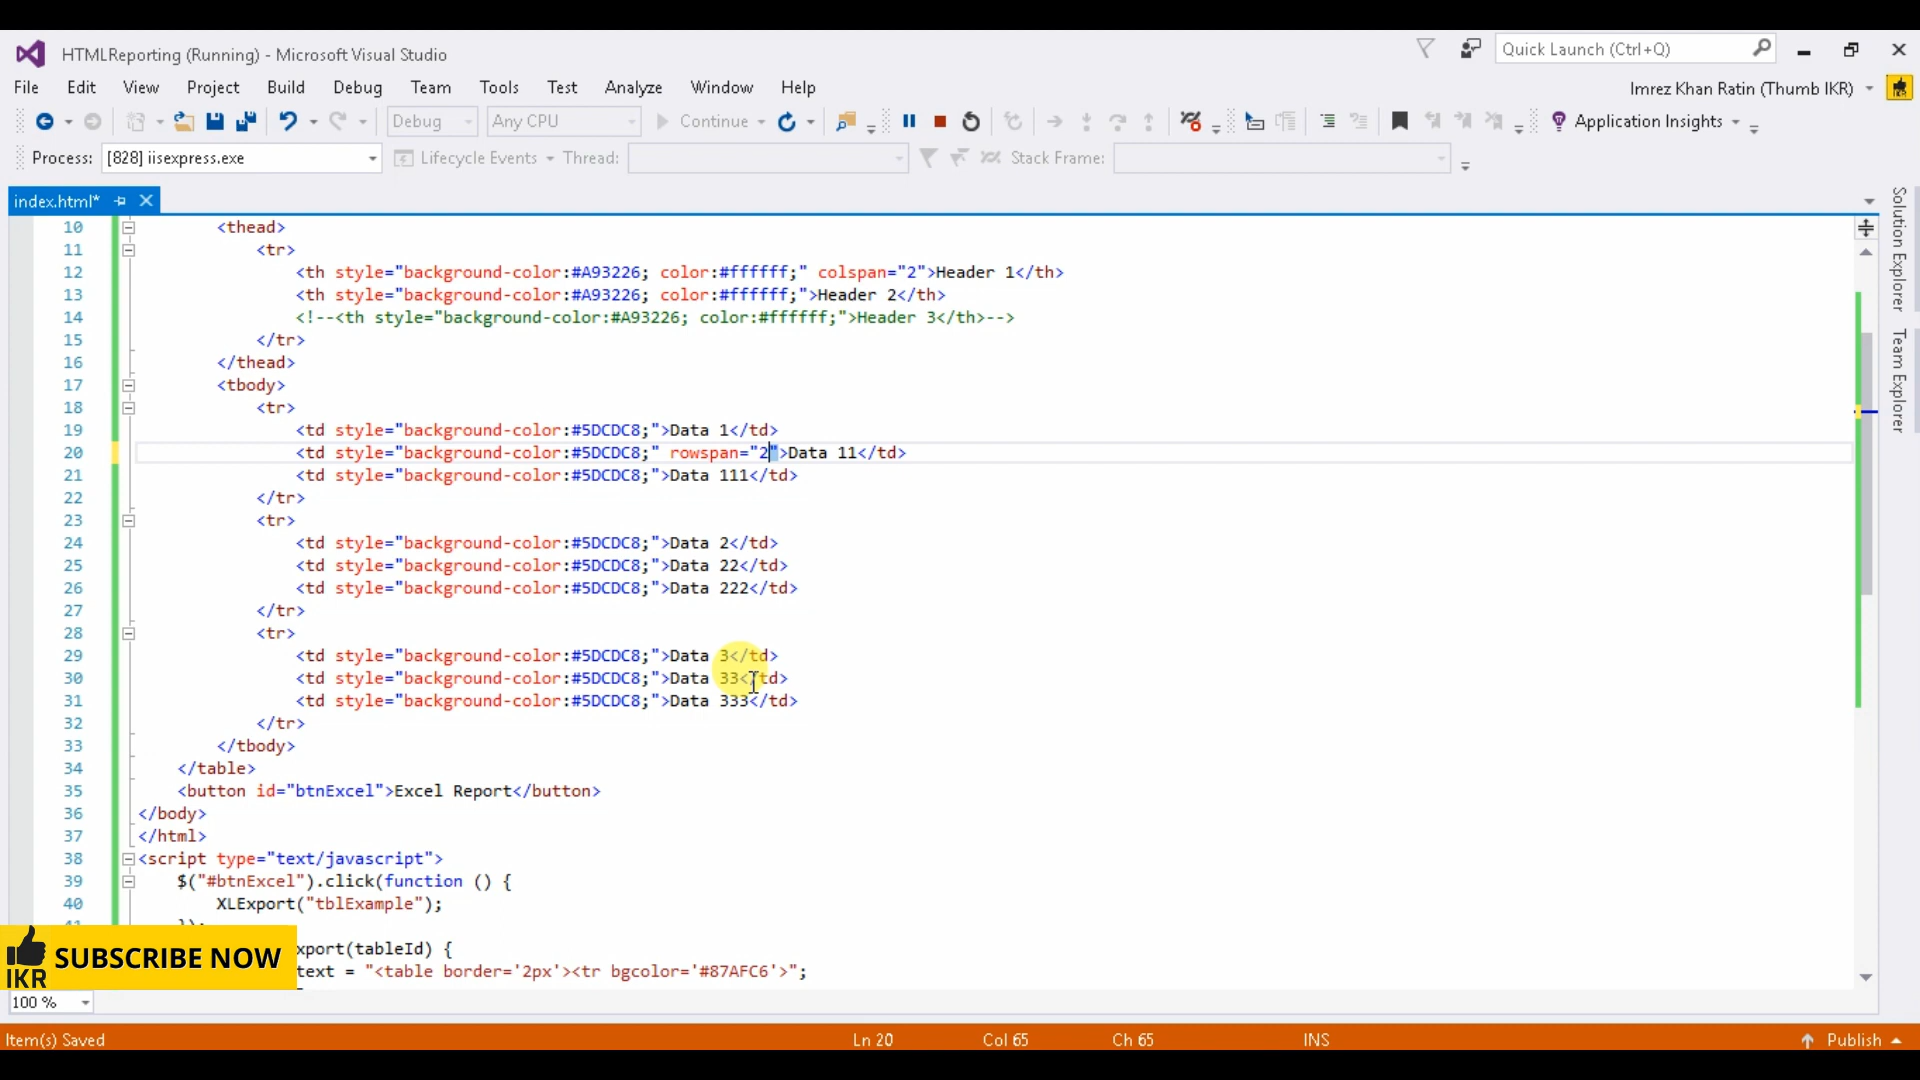 HTMLReporting (Running) - Microsoft Visual Studio
Quick Launch (Ctrl+Q)
File Edit View Project Build Debug Team Tools Test Analyze Window Help
Imrez Khan Ratin (Thumb IKR)
Debug Any CPU Continue Application Insights
Process: [828] iisexpress.exe Lifecycle Events Thread: Stack Frame:
index.html*
10 <thead>
11 <tr>
12 <th style="background-color:#A93226; color:#ffffff;" colspan="2">Header 1</th>
13 <th style="background-color:#A93226; color:#ffffff;">Header 2</th>
14 <!--<th style="background-color:#A93226; color:#ffffff;">Header 3</th>-->
15 </tr>
16 </thead>
17 <tbody>
18 <tr>
19 <td style="background-color:#5DCDC8;">Data 1</td>
20 <td style="background-color:#5DCDC8;" rowspan="2">Data 11</td>
21 <td style="background-color:#5DCDC8;">Data 111</td>
22 </tr>
23 <tr>
24 <td style="background-color:#5DCDC8;">Data 2</td>
25 <td style="background-color:#5DCDC8;">Data 22</td>
26 <td style="background-color:#5DCDC8;">Data 222</td>
27 </tr>
28 <tr>
29 <td style="background-color:#5DCDC8;">Data 3</td>
30 <td style="background-color:#5DCDC8;">Data 33</td>
31 <td style="background-color:#5DCDC8;">Data 333</td>
32 </tr>
33 </tbody>
34 </table>
35 <button id="btnExcel">Excel Report</button>
36 </body>
37 </html>
38 <script type="text/javascript">
39 $("#btnExcel").click(function () {
40 XLExport("tblExample");
xport(tableId) {
text = "<table border='2px'><tr bgcolor='#87AFC6'>";
IKR SUBSCRIBE NOW
100 %
Item(s) Saved Ln 20 Col 65 Ch 65 INS Publish
Solution Explorer
Team Explorer